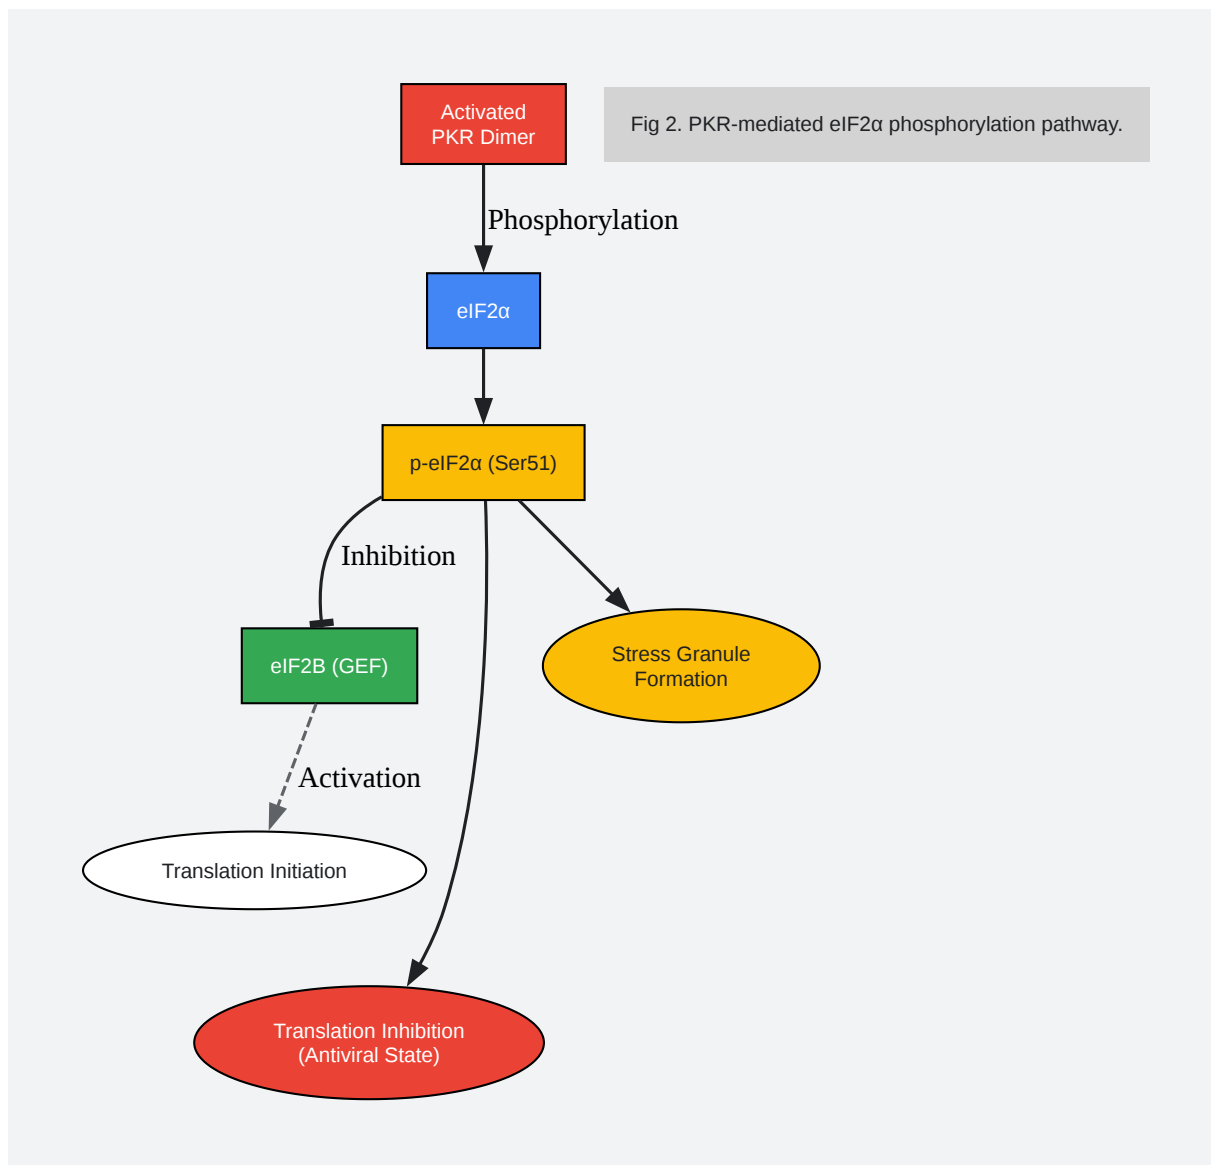 Activated
PKR Dimer
Fig 2. PKR-mediated eIF2α phosphorylation pathway.
Phosphorylation
eIF2α
p-eIF2α (Ser51)
Inhibition
Stress Granule
Formation
eIF2B (GEF)
Activation
Translation Initiation
Translation Inhibition
(Antiviral State)